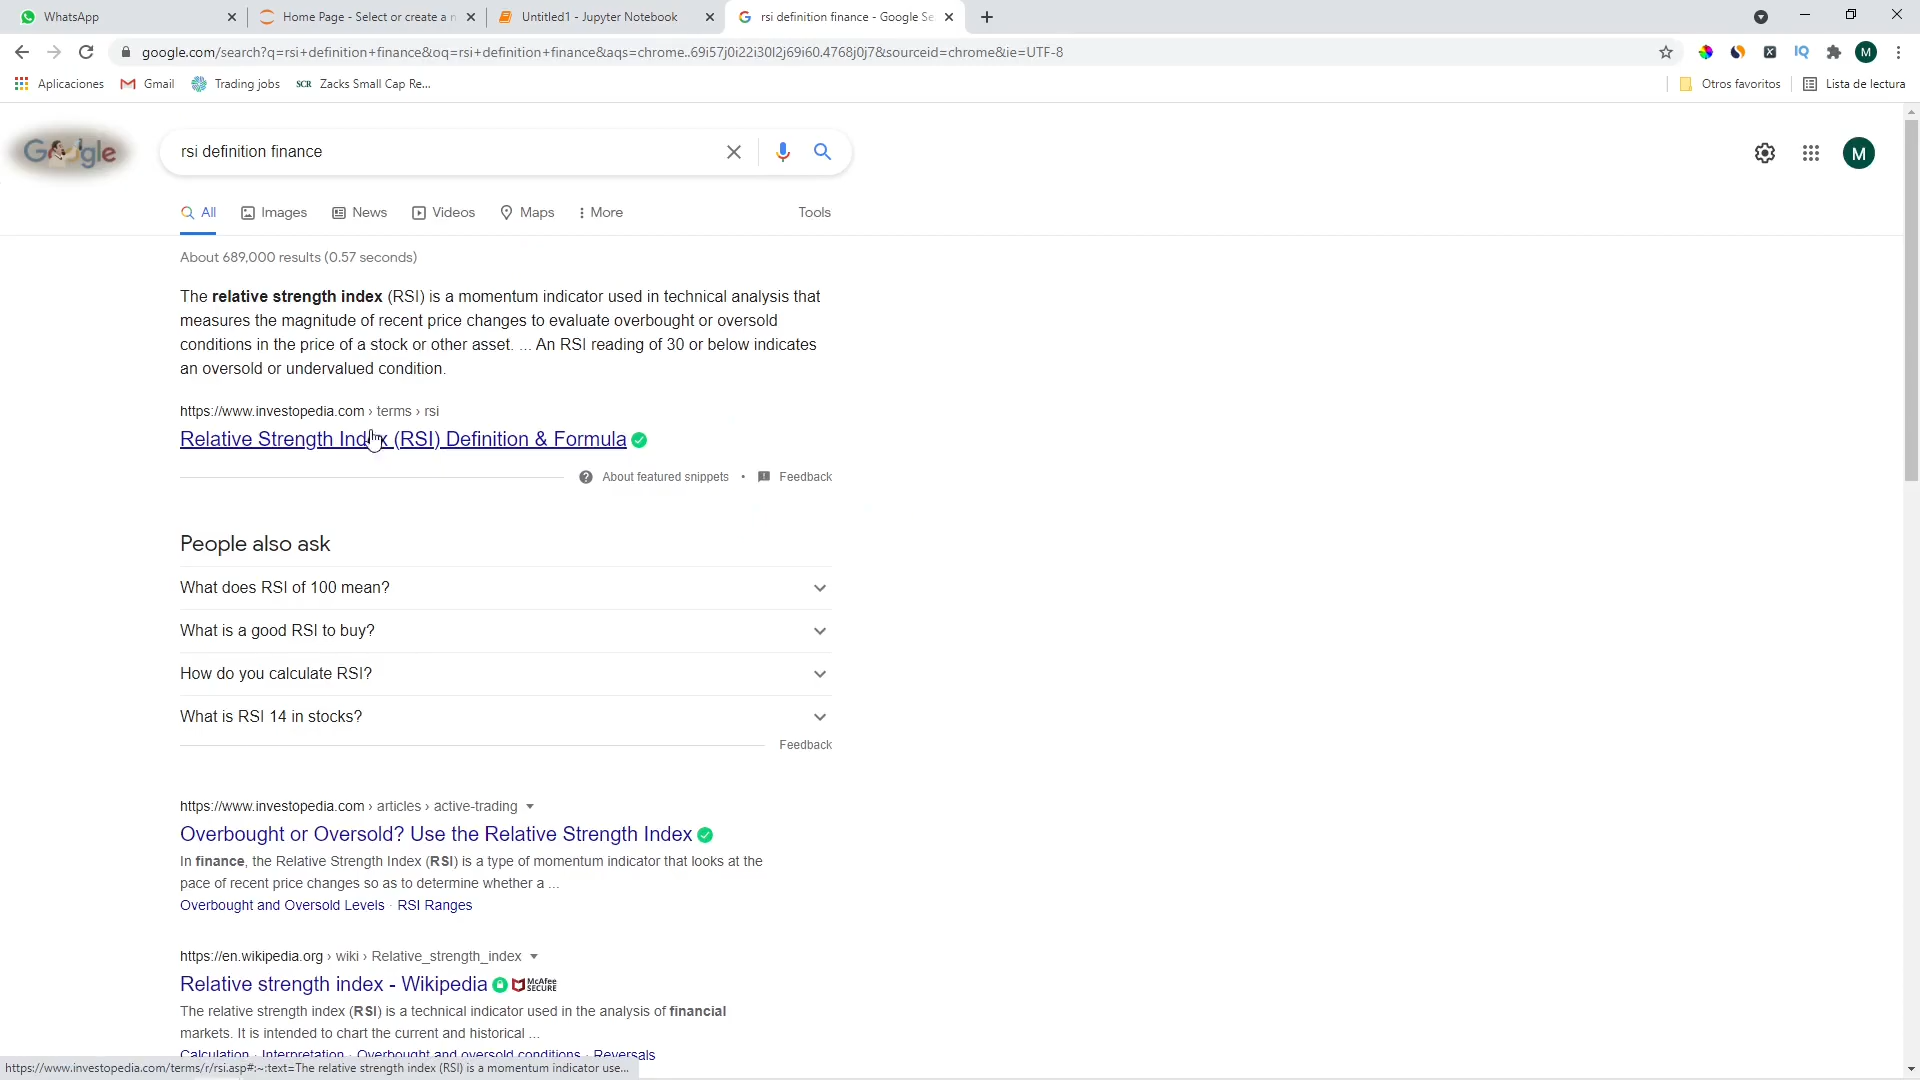 WhatsApp
Home Page - Select or create a n
Untitled1 - Jupyter Notebook
rsi definition finance - Google Se
google.com/search?q=rsi+definition+finance&oq=rsi+definition+finance&aqs=chrome..69i57j0i22i30l2j69i60.4768j0j7&sourceid=chrome&ie=UTF-8
Aplicaciones
Gmail
Trading jobs
SCR Zacks Small Cap Re...
Otros favoritos
Lista de lectura
Google
rsi definition finance
M
All
Images
News
Videos
Maps
More
Tools
About 689,000 results (0.57 seconds)
The relative strength index (RSI) is a momentum indicator used in technical analysis that
measures the magnitude of recent price changes to evaluate overbought or oversold
conditions in the price of a stock or other asset. ... An RSI reading of 30 or below indicates
an oversold or undervalued condition.
https://www.investopedia.com › terms › rsi
Relative Strength Index (RSI) Definition & Formula
About featured snippets • Feedback
People also ask
What does RSI of 100 mean?
What is a good RSI to buy?
How do you calculate RSI?
What is RSI 14 in stocks?
Feedback
https://www.investopedia.com › articles › active-trading
Overbought or Oversold? Use the Relative Strength Index
In finance, the Relative Strength Index (RSI) is a type of momentum indicator that looks at the
pace of recent price changes so as to determine whether a ...
Overbought and Oversold Levels · RSI Ranges
https://en.wikipedia.org › wiki › Relative_strength_index
Relative strength index - Wikipedia McAfee SECURE
The relative strength index (RSI) is a technical indicator used in the analysis of financial
markets. It is intended to chart the current and historical ...
Calculation · Interpretation · Overbought and oversold conditions · Reversals
https://www.investopedia.com/terms/r/rsi.asp#:~:text=The relative strength index (RSI) is a momentum indicator use...